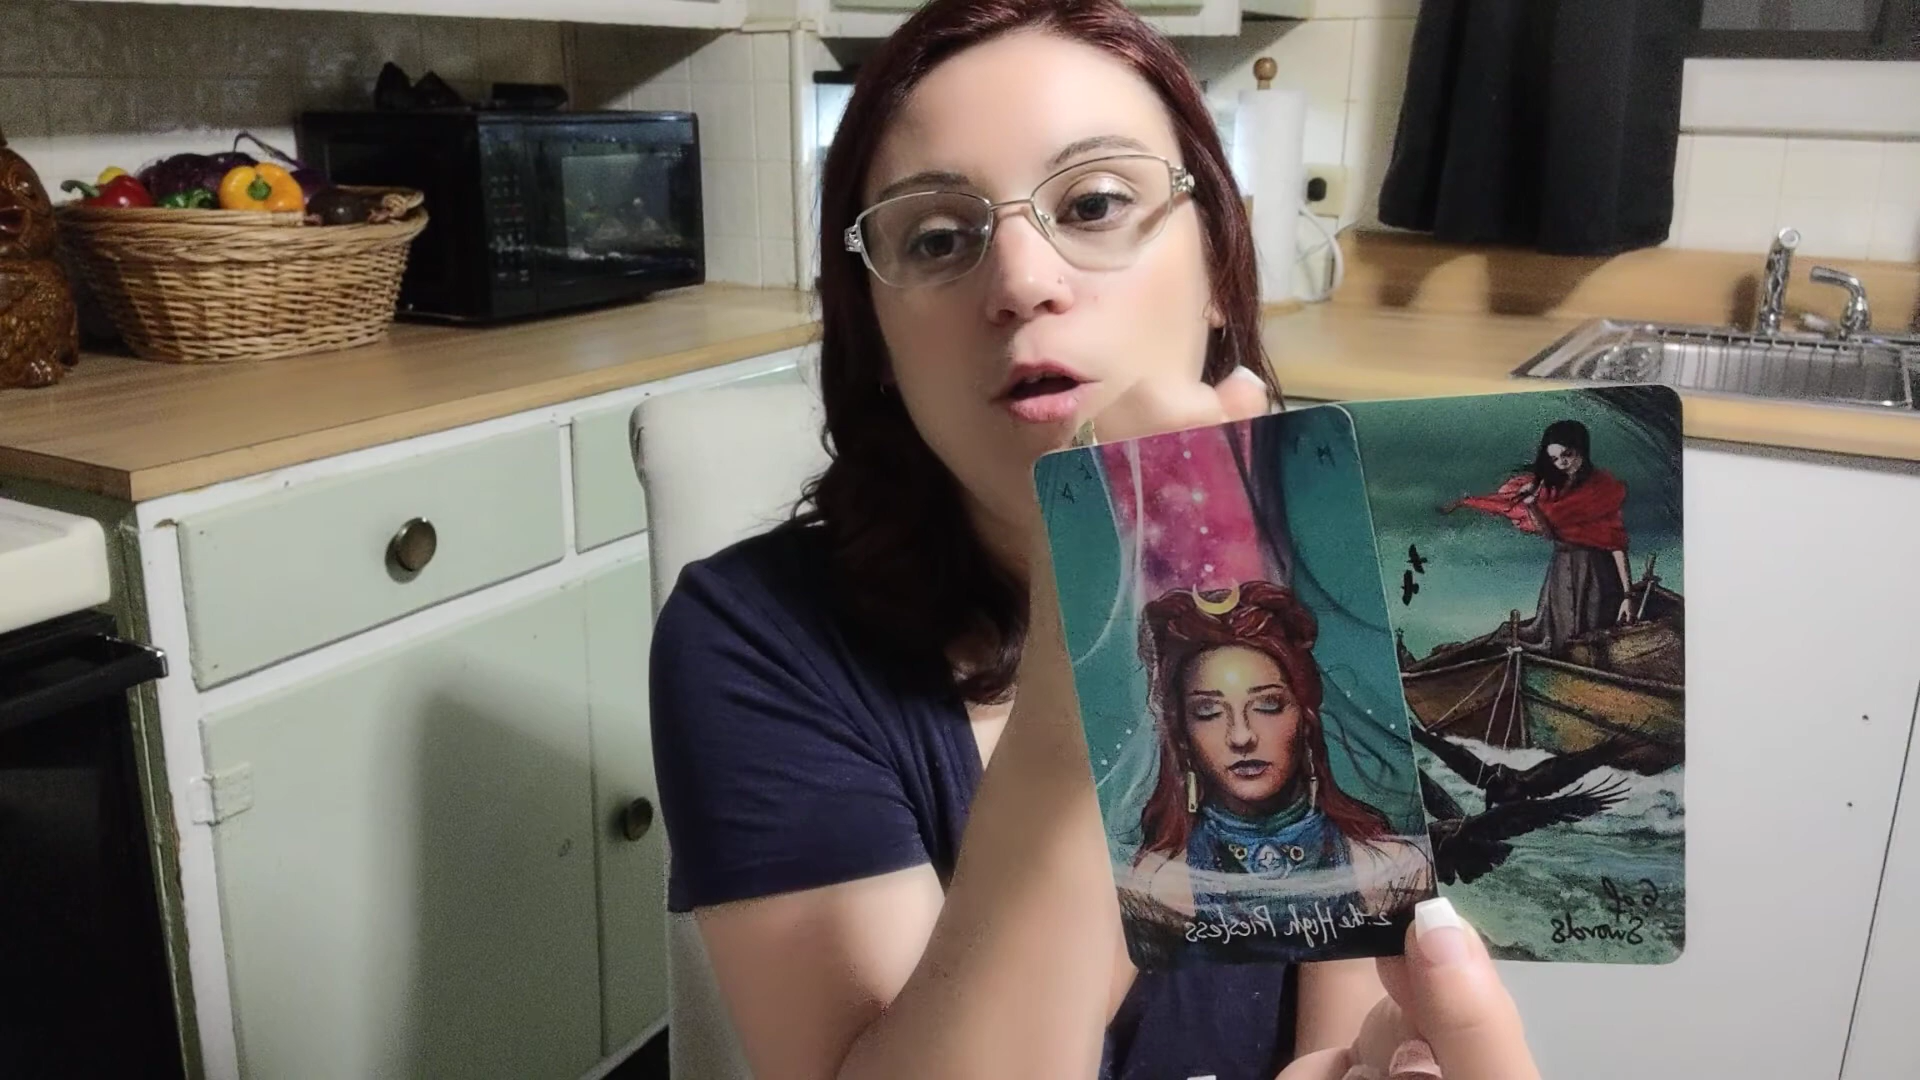 2. the High Priestess
6 of
Swords